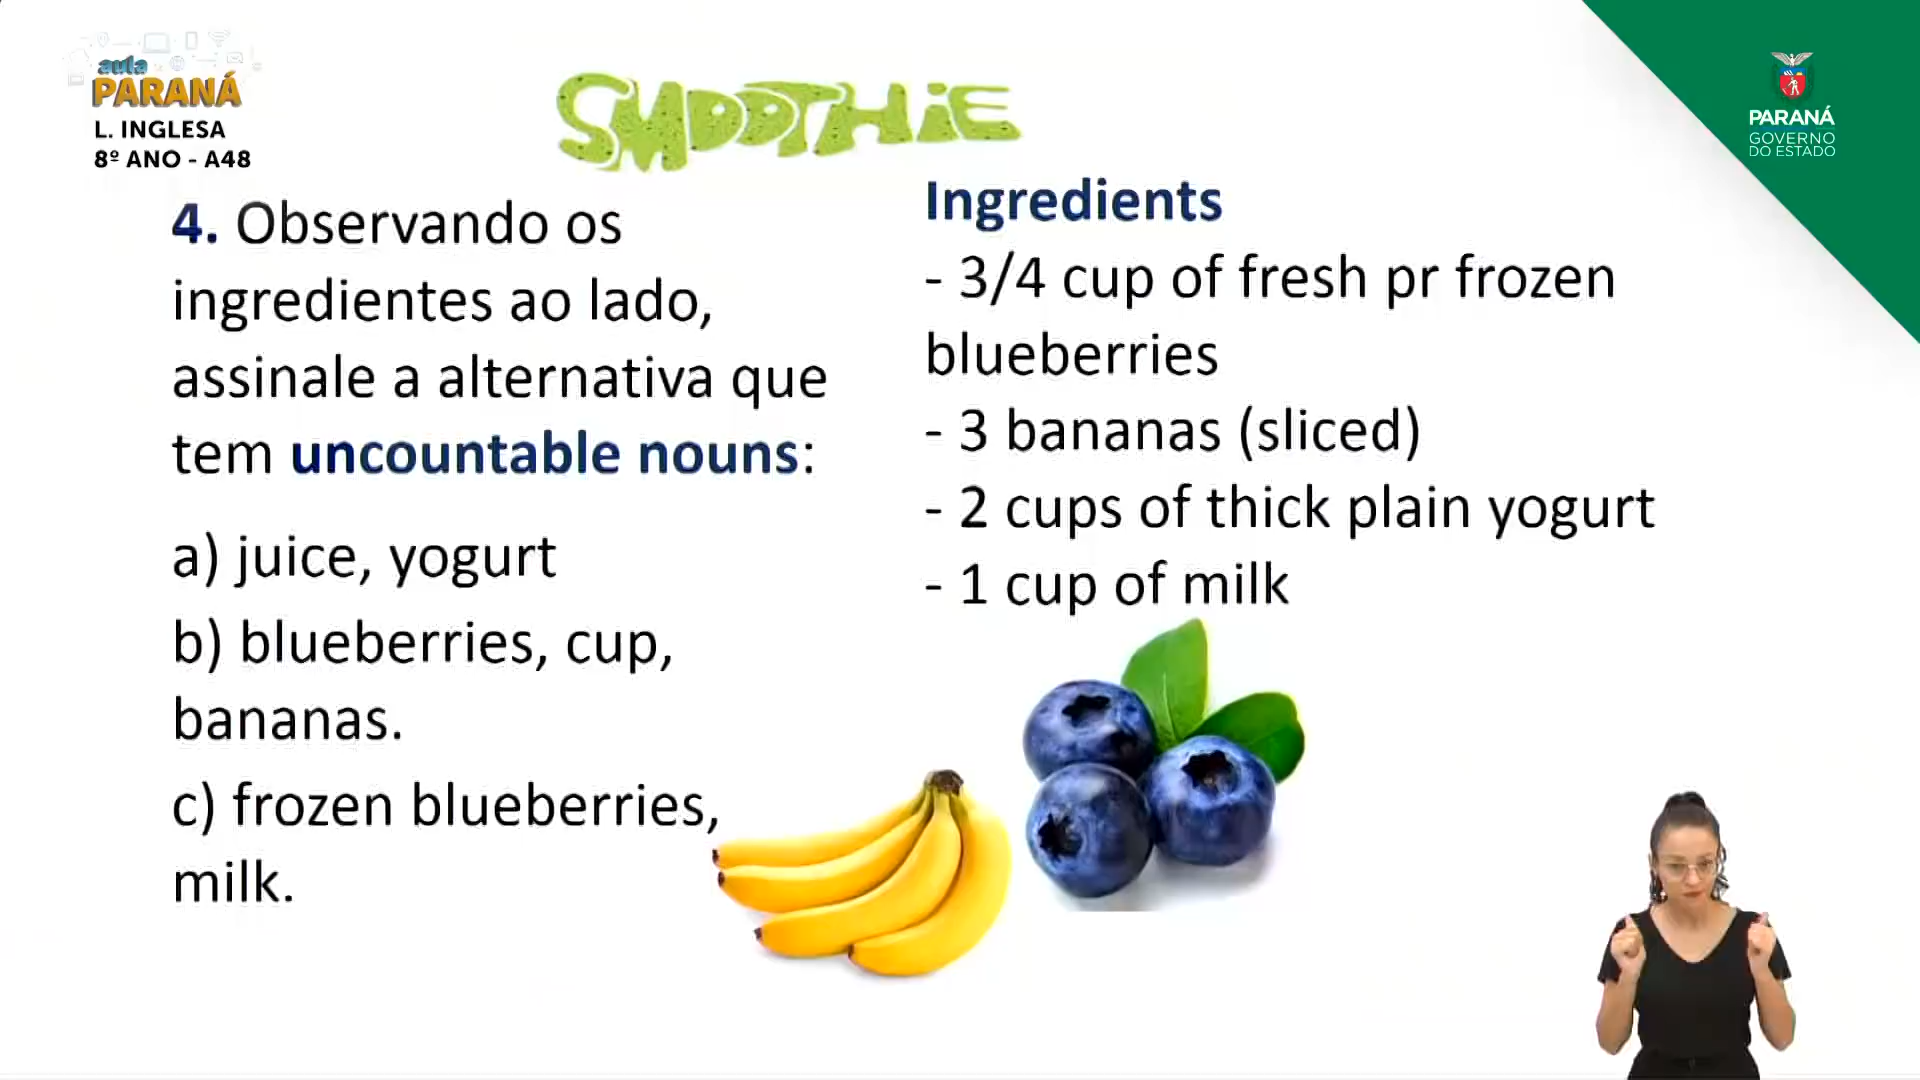 aula
PARANÁ
L. INGLESA
8º ANO - A48
SMOOTHiE
PARANÁ
GOVERNO
DO ESTADO
4. Observando os
ingredientes ao lado,
assinale a alternativa que
tem uncountable nouns:
a) juice, yogurt
b) blueberries, cup,
bananas.
c) frozen blueberries,
milk.
Ingredients
- 3/4 cup of fresh pr frozen
blueberries
- 3 bananas (sliced)
- 2 cups of thick plain yogurt
- 1 cup of milk